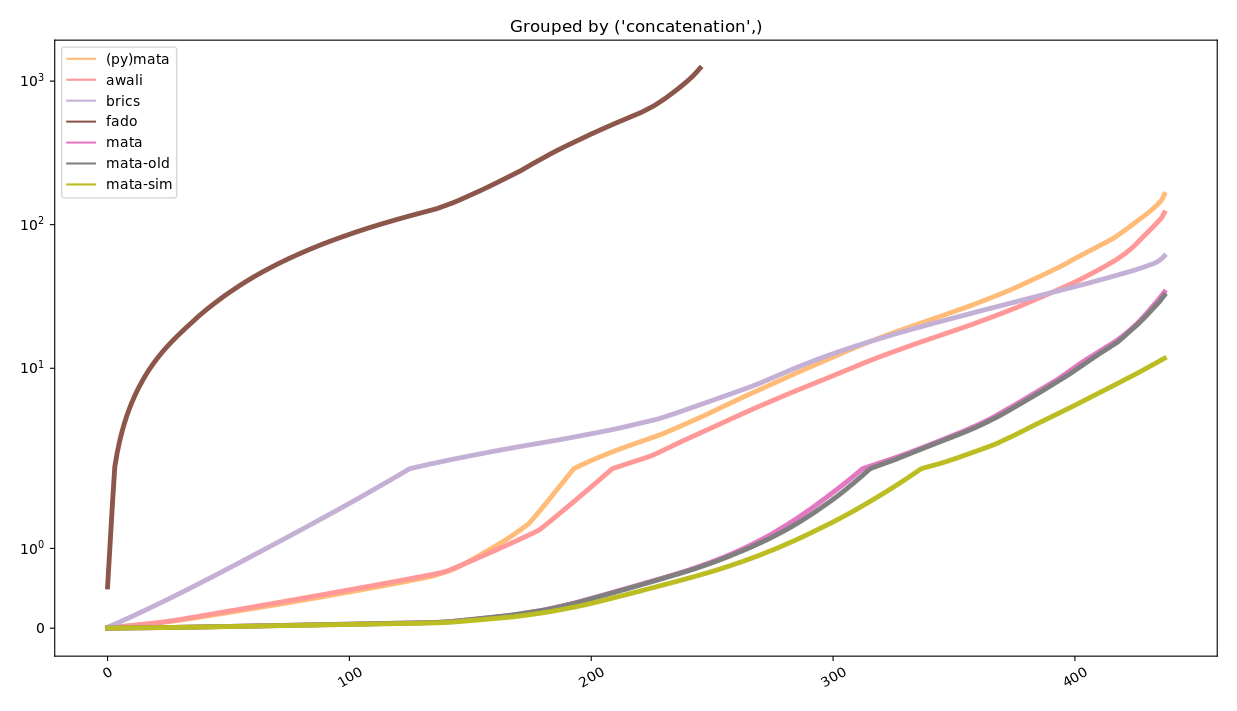 Grouped by ('concatenation',)
(py)mata
awali
brics
fado
mata
mata-old
mata-sim
10³
10²
10¹
10⁰
0
0
100
200
300
400